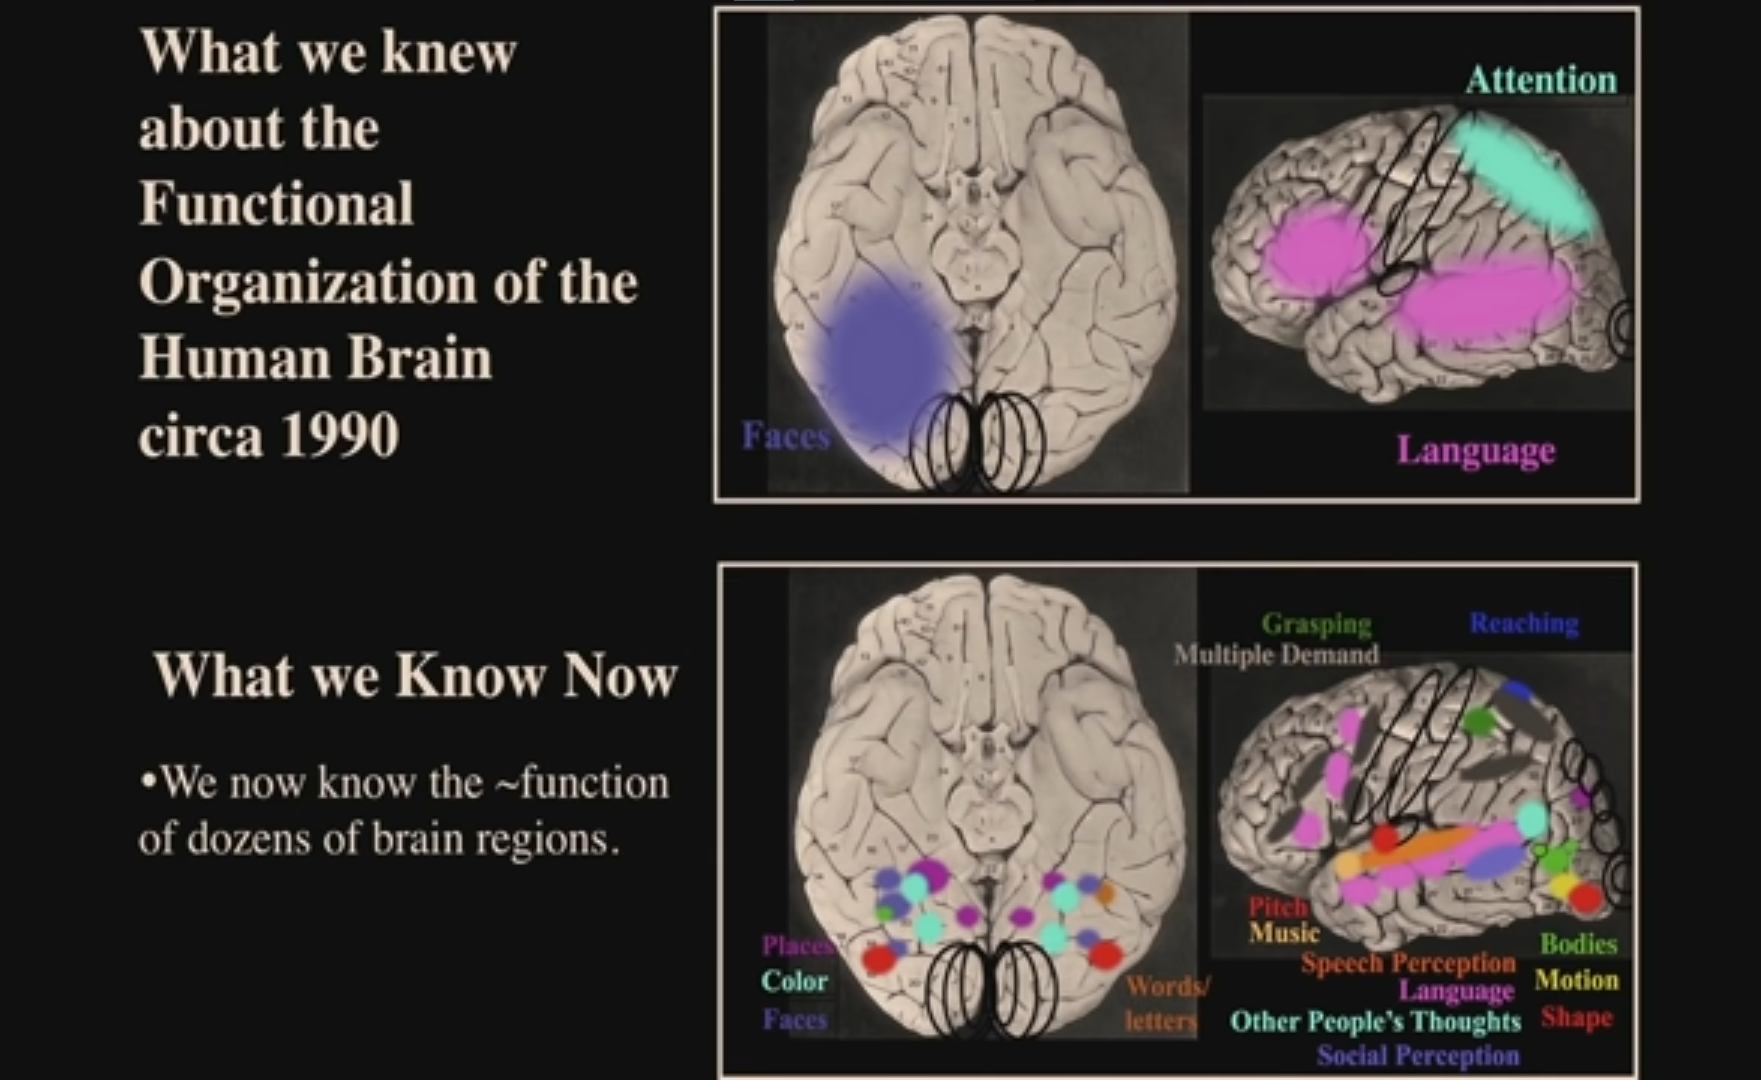 What we knew
about the
Functional
Organization of the
Human Brain
circa 1990
Attention
Faces
Language
What we Know Now
•We now know the ~function
of dozens of brain regions.
Grasping
Reaching
Multiple Demand
Places
Color
Faces
Words/
letters
Pitch
Music
Speech Perception
Language
Other People's Thoughts
Social Perception
Bodies
Motion
Shape